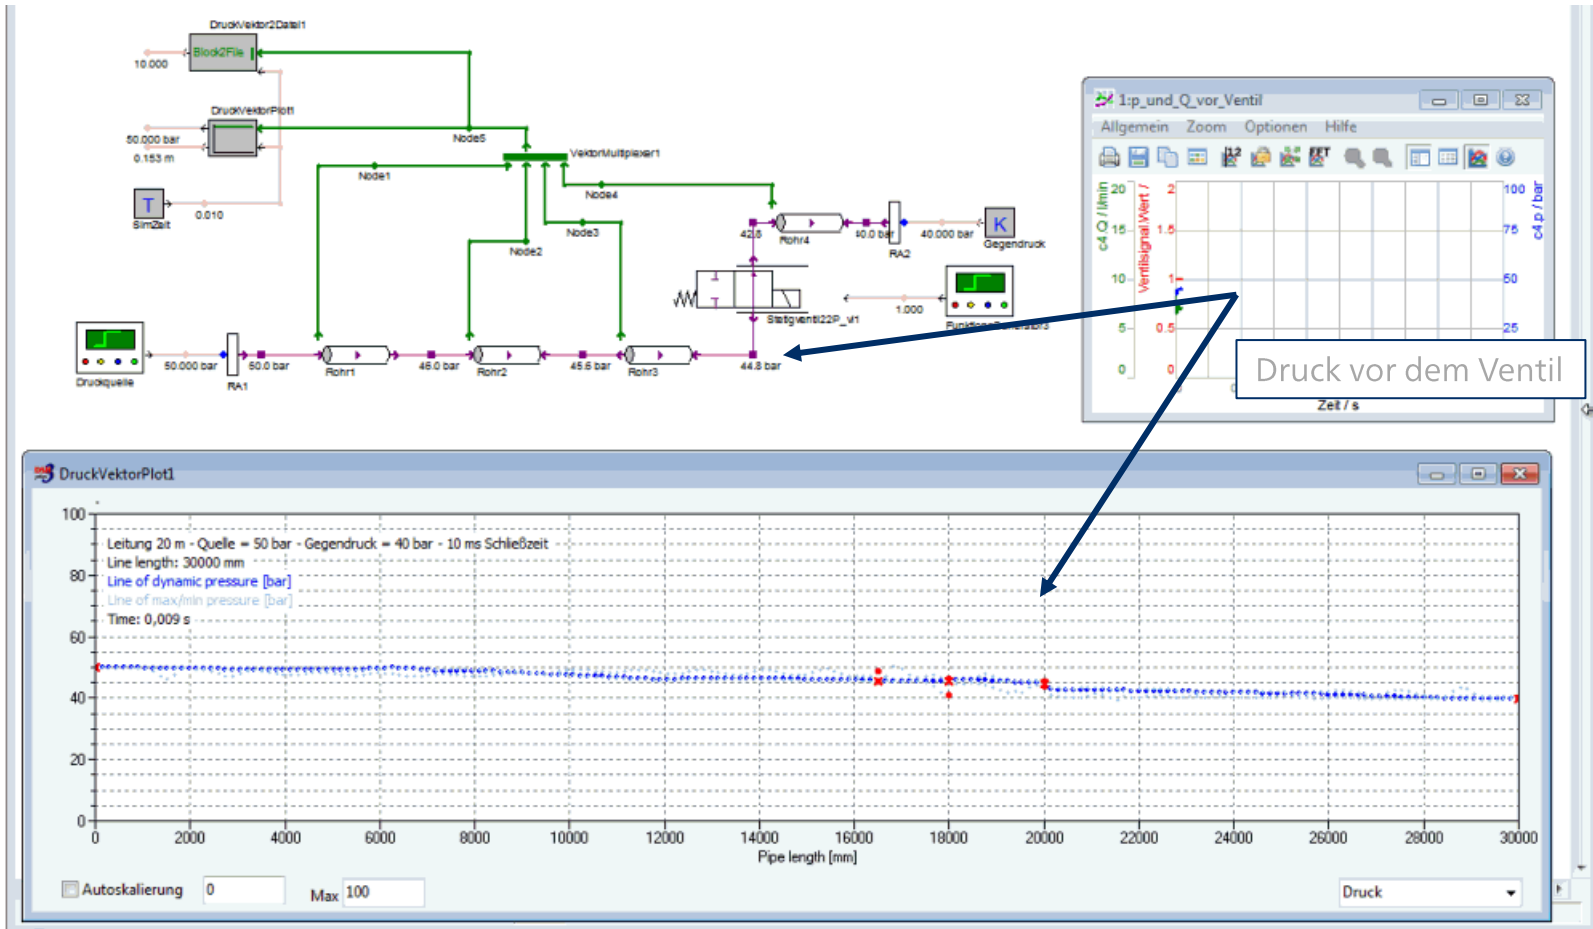 DruckVektor2Datei1
Block2File
10.000
DruckVektorPlot1
50.000 bar
0.153 m
T
SimZeit
0.010
Node5
VektorMultiplexer1
Node1
Node4
Node3
Node2
42.8
Rohr4
40.0 bar
RA2
40.000 bar
K
Gegendruck
Stetigventil22P_vl1
1.000
Druckquelle
50.000 bar
RA1
50.0 bar
Rohr1
46.0 bar
Rohr2
45.6 bar
Rohr3
44.8 bar
1:p_und_Q_vor_Ventil
Allgemein Zoom Optionen Hilfe
c4.Q / l/min
20
15
10
5
0
Ventilsignal.Wert /
2
1.5
1
0.5
0
100
75
50
25
c4.p / bar
Zeit / s
Druck vor dem Ventil
DruckVektorPlot1
100
80
60
40
20
0
Leitung 20 m - Quelle = 50 bar - Gegendruck = 40 bar - 10 ms Schließzeit
Line length: 30000 mm
Line of dynamic pressure [bar]
Line of max/min pressure [bar]
Time: 0,009 s
0 2000 4000 6000 8000 10000 12000 14000 16000 18000 20000 22000 24000 26000 28000 30000
Pipe length [mm]
Autoskalierung 0 Max 100
Druck